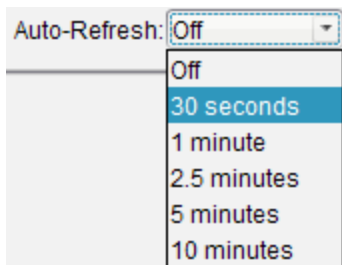 Auto-Refresh: Off
Off
30 seconds
1 minute
2.5 minutes
5 minutes
10 minutes